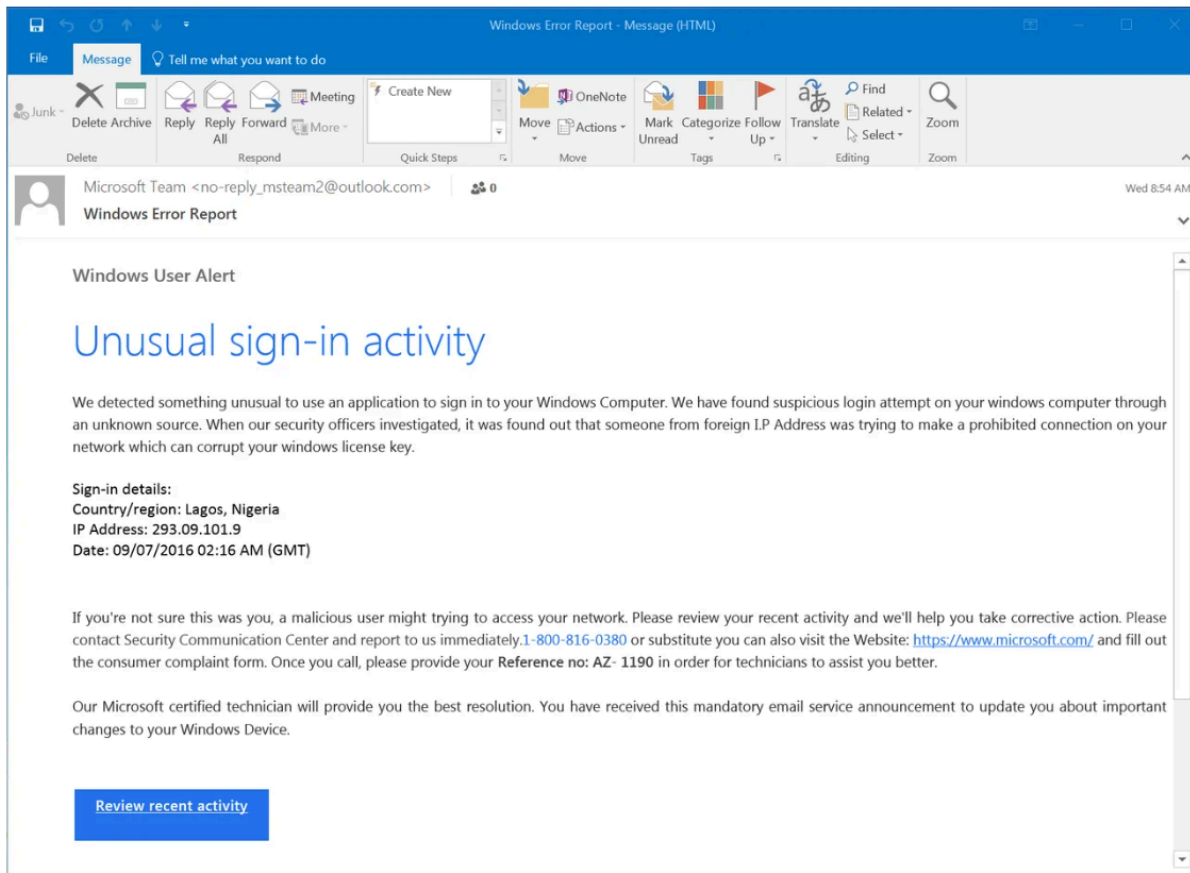 Windows Error Report - Message (HTML)
File Message Tell me what you want to do
Junk
Delete Archive
Reply Reply All Forward
Meeting
More
Create New
Move
OneNote
Actions
Mark Unread Categorize Follow Up
Translate
Find
Related
Select
Zoom
Delete Respond Quick Steps Move Tags Editing Zoom
Microsoft Team <no-reply_msteam2@outlook.com> 0 Wed 8:54 AM
Windows Error Report
Windows User Alert
Unusual sign-in activity
We detected something unusual to use an application to sign in to your Windows Computer. We have found suspicious login attempt on your windows computer through
an unknown source. When our security officers investigated, it was found out that someone from foreign I.P Address was trying to make a prohibited connection on your
network which can corrupt your windows license key.
Sign-in details:
Country/region: Lagos, Nigeria
IP Address: 293.09.101.9
Date: 09/07/2016 02:16 AM (GMT)
If you're not sure this was you, a malicious user might trying to access your network. Please review your recent activity and we'll help you take corrective action. Please
contact Security Communication Center and report to us immediately.1-800-816-0380 or substitute you can also visit the Website: https://www.microsoft.com/ and fill out
the consumer complaint form. Once you call, please provide your Reference no: AZ- 1190 in order for technicians to assist you better.
Our Microsoft certified technician will provide you the best resolution. You have received this mandatory email service announcement to update you about important
changes to your Windows Device.
Review recent activity